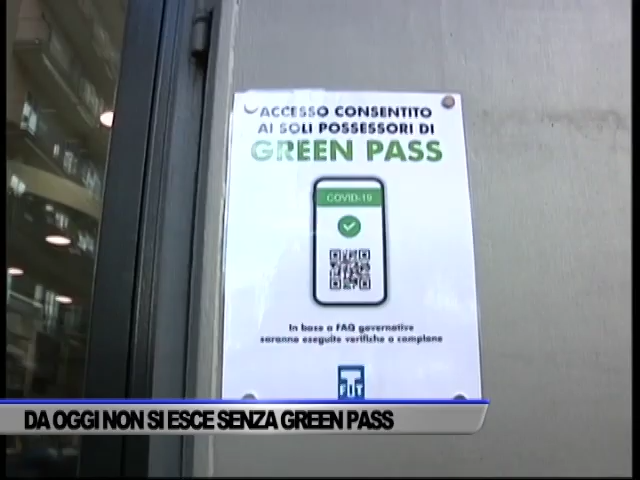 ACCESSO CONSENTITO
AI SOLI POSSESSORI DI
GREEN PASS
COVID-19
In base a FAQ governative
saranno eseguite verifiche a campione
FIT
DA OGGI NON SI ESCE SENZA GREEN PASS